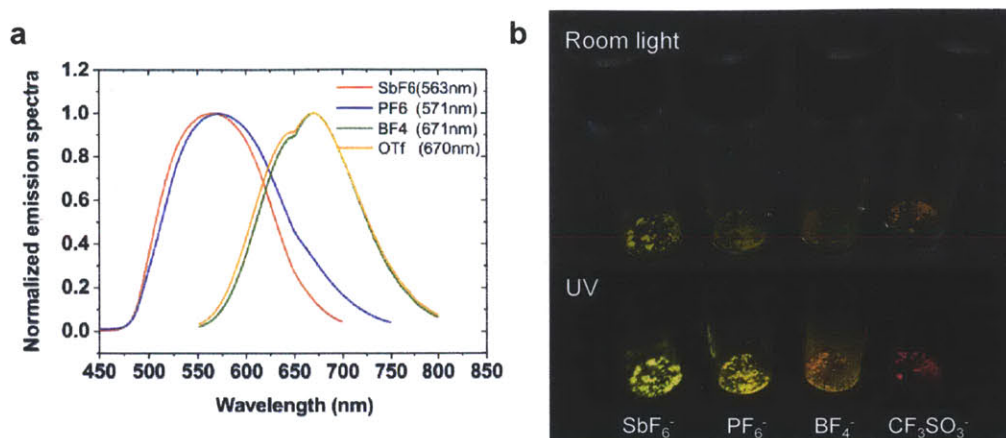 a
1.2
1.0
0.8
0.6
0.4
0.2
0.0
450 500 550 600 650 700 750 800 850
Normalized emission spectra
Wavelength (nm)
SbF6(563nm)
PF6 (571nm)
BF4 (671nm)
OTf (670nm)
b
Room light
UV
SbF₆⁻ PF₆⁻ BF₄⁻ CF₃SO₃⁻